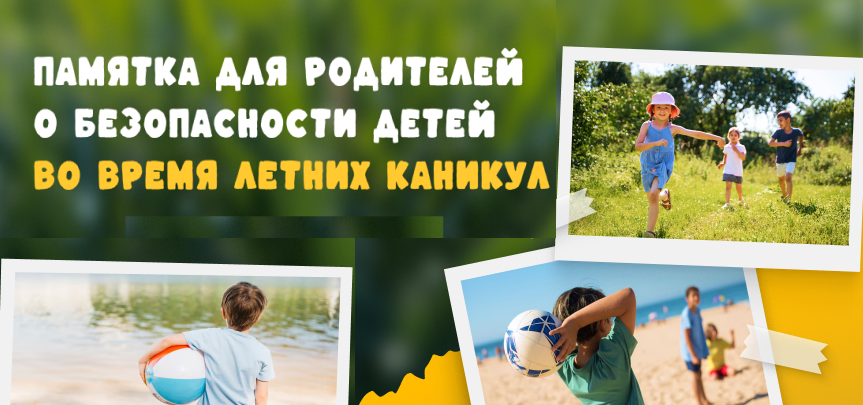 ПАМЯТКА ДЛЯ РОДИТЕЛЕЙ
О БЕЗОПАСНОСТИ ДЕТЕЙ
ВО ВРЕМЯ ЛЕТНИХ КАНИКУЛ